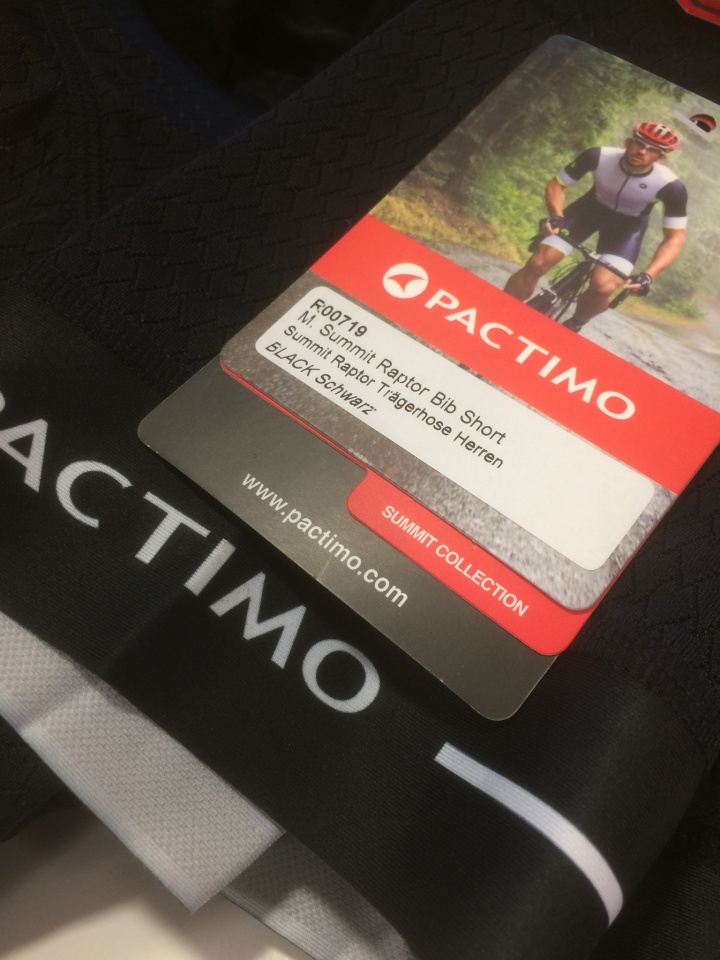 PACTIMO
R00719
M. Summit Raptor Bib Short
Summit Raptor Trägerhose Herren
BLACK Schwarz
SUMMIT COLLECTION
www.pactimo.com
PACTIMO